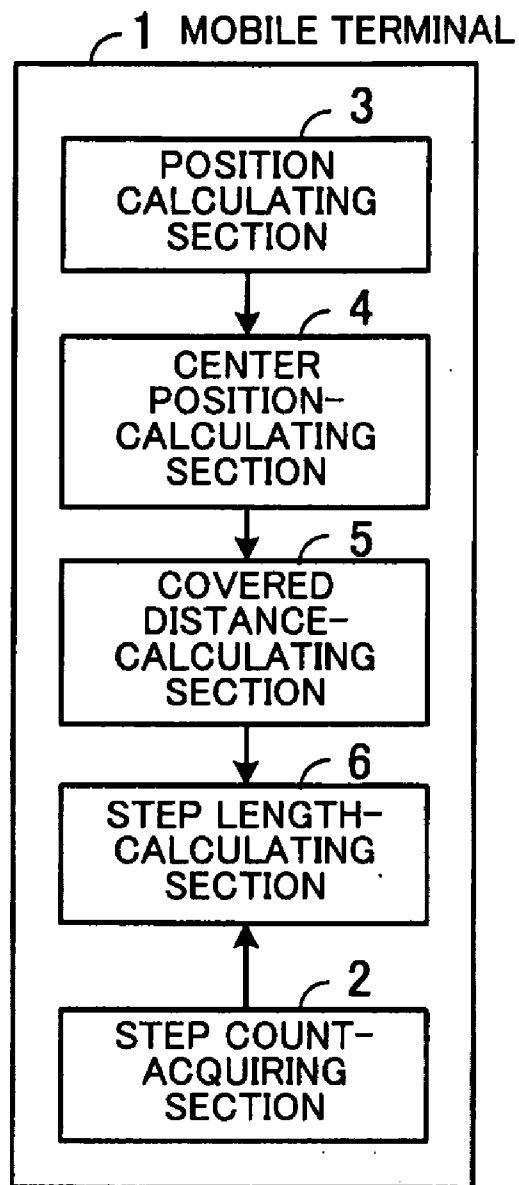 1 MOBILE TERMINAL
3
POSITION
CALCULATING
SECTION
4
CENTER
POSITION-
CALCULATING
SECTION
5
COVERED
DISTANCE-
CALCULATING
SECTION
6
STEP LENGTH-
CALCULATING
SECTION
2
STEP COUNT-
ACQUIRING
SECTION